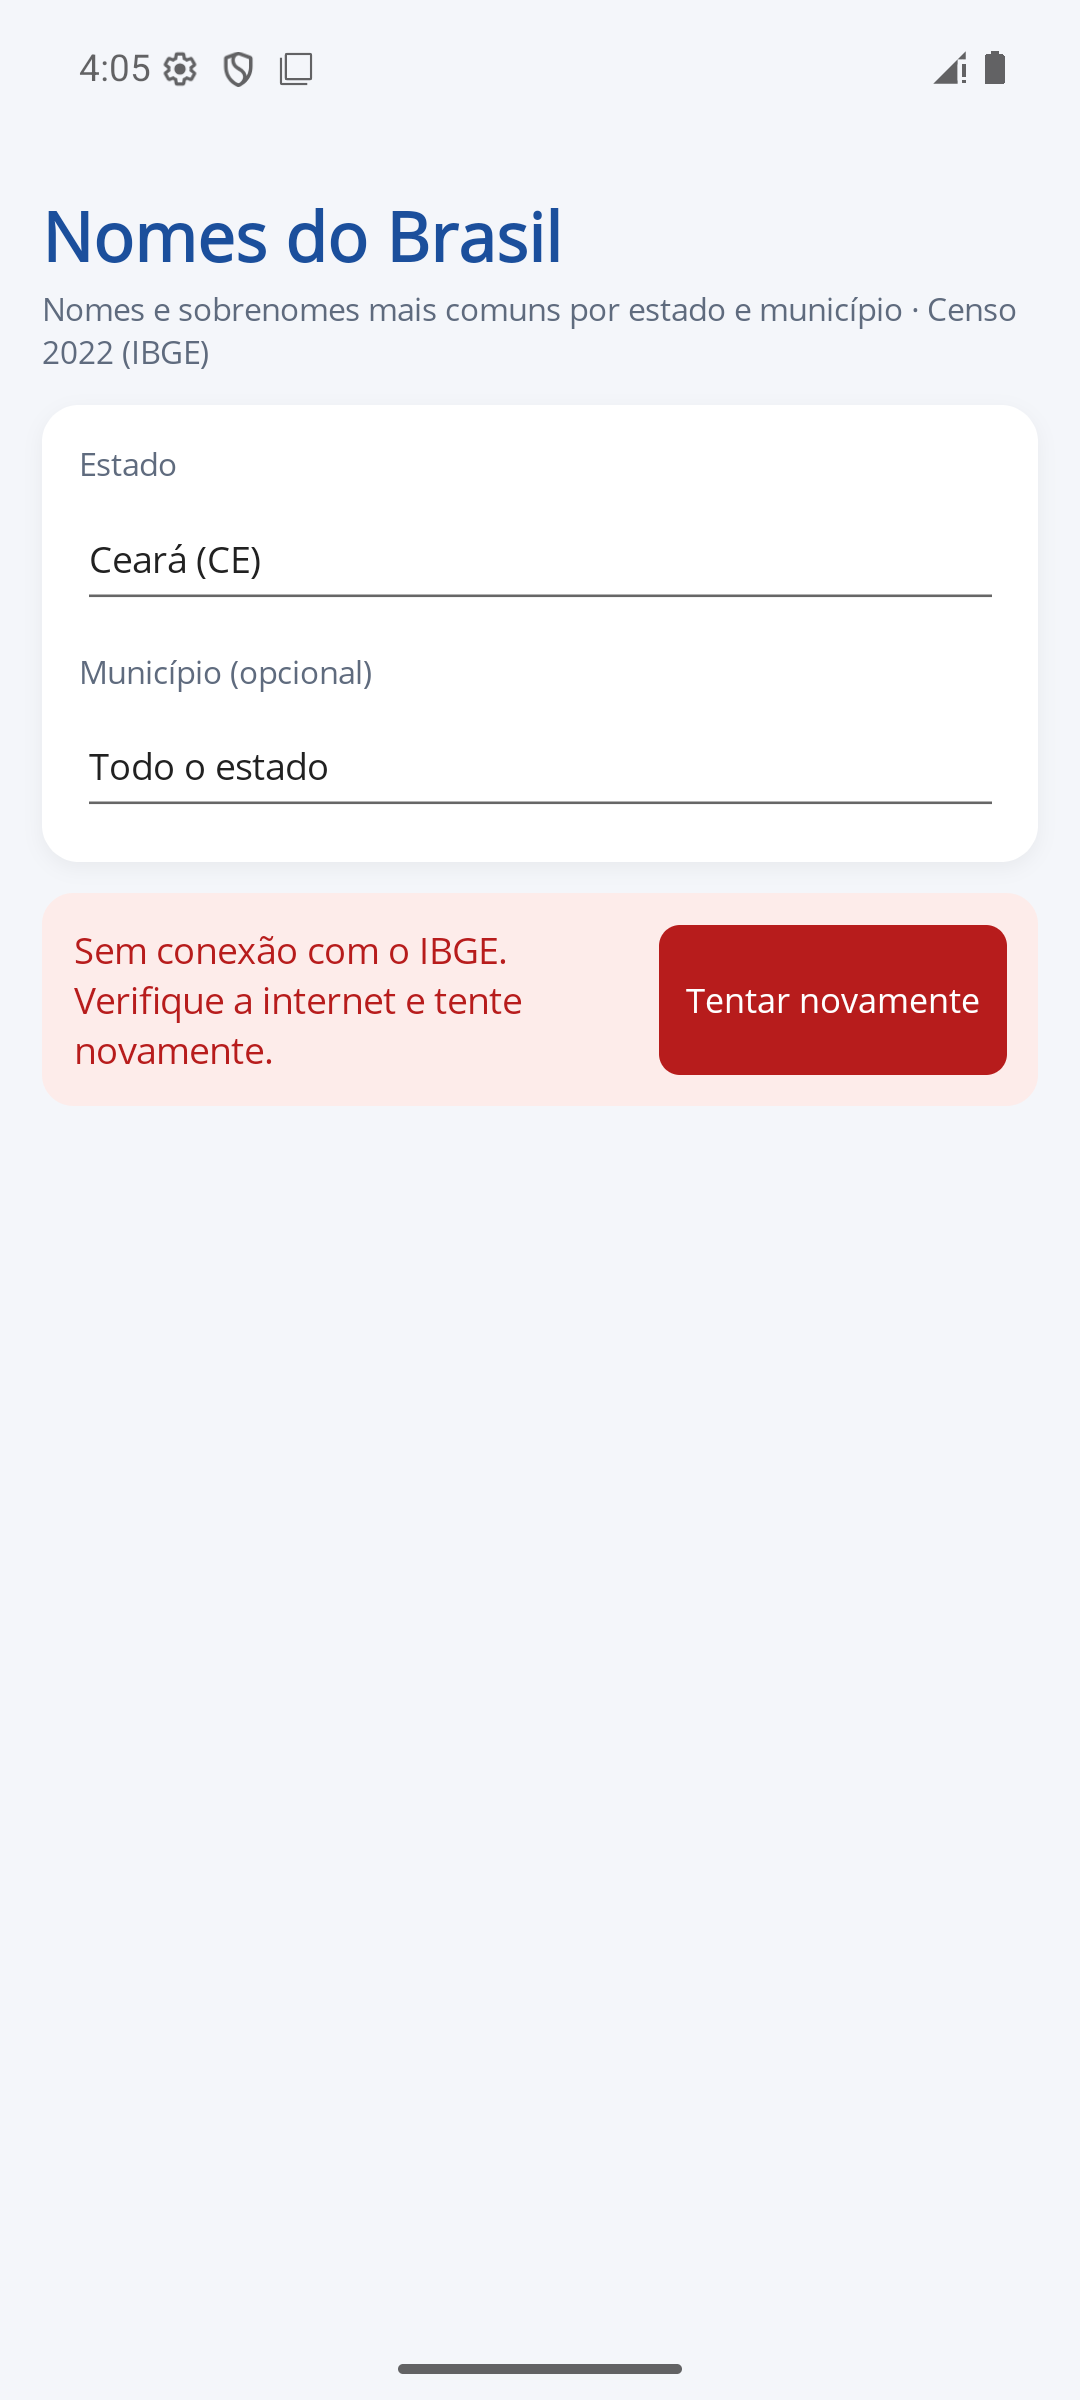 4:05
Nomes do Brasil
Nomes e sobrenomes mais comuns por estado e município · Censo
2022 (IBGE)
Estado
Ceará (CE)
Município (opcional)
Todo o estado
Sem conexão com o IBGE.
Verifique a internet e tente
novamente.
Tentar novamente